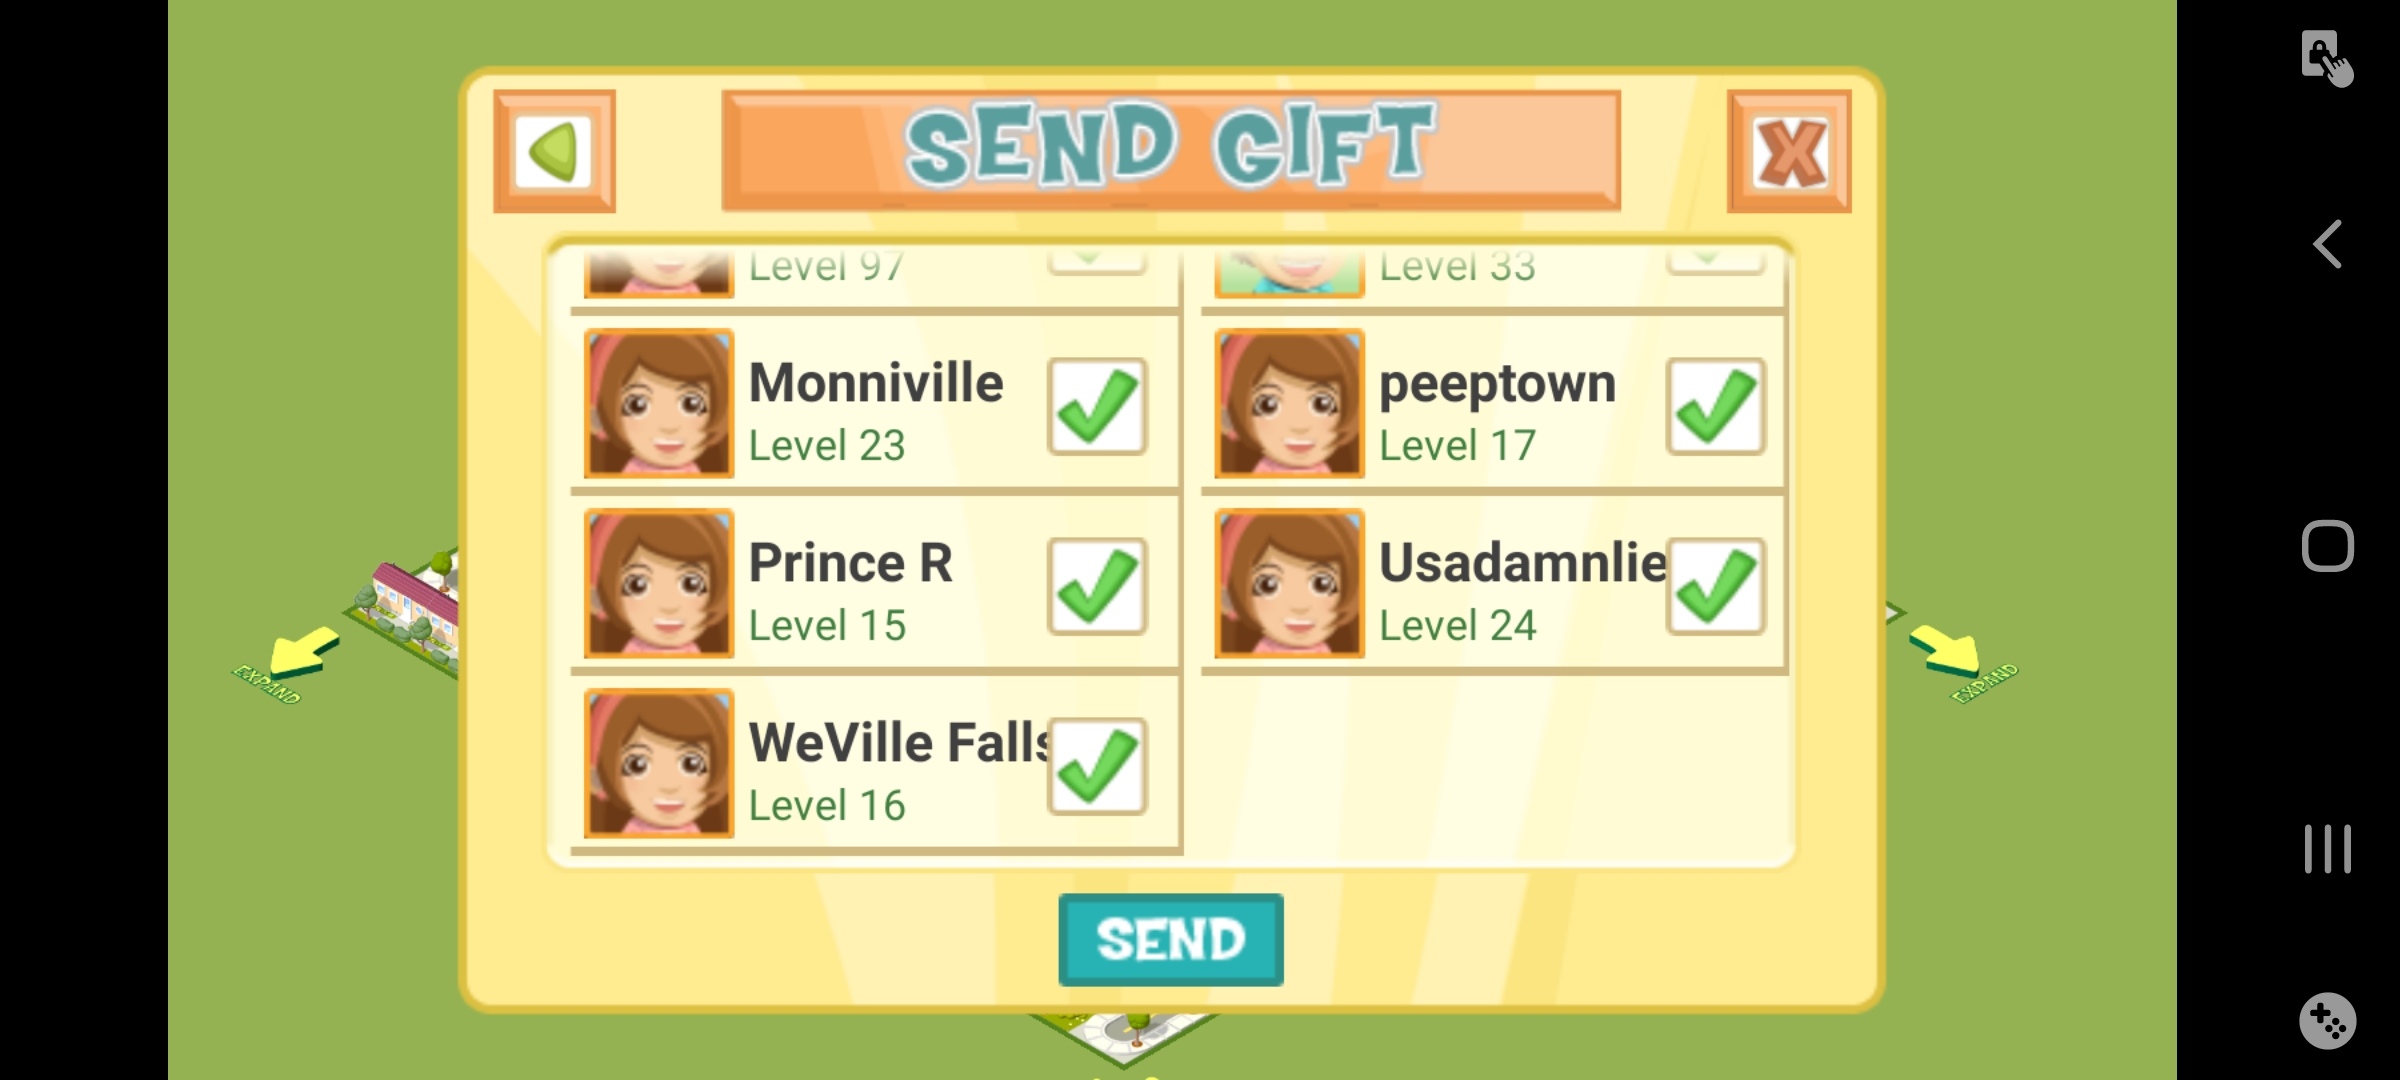 SEND GIFT
Level 97
Level 33
Monniville
Level 23
peeptown
Level 17
Prince R
Level 15
Usadamnlie
Level 24
WeVille Falls
Level 16
EXPAND
EXPAND
SEND